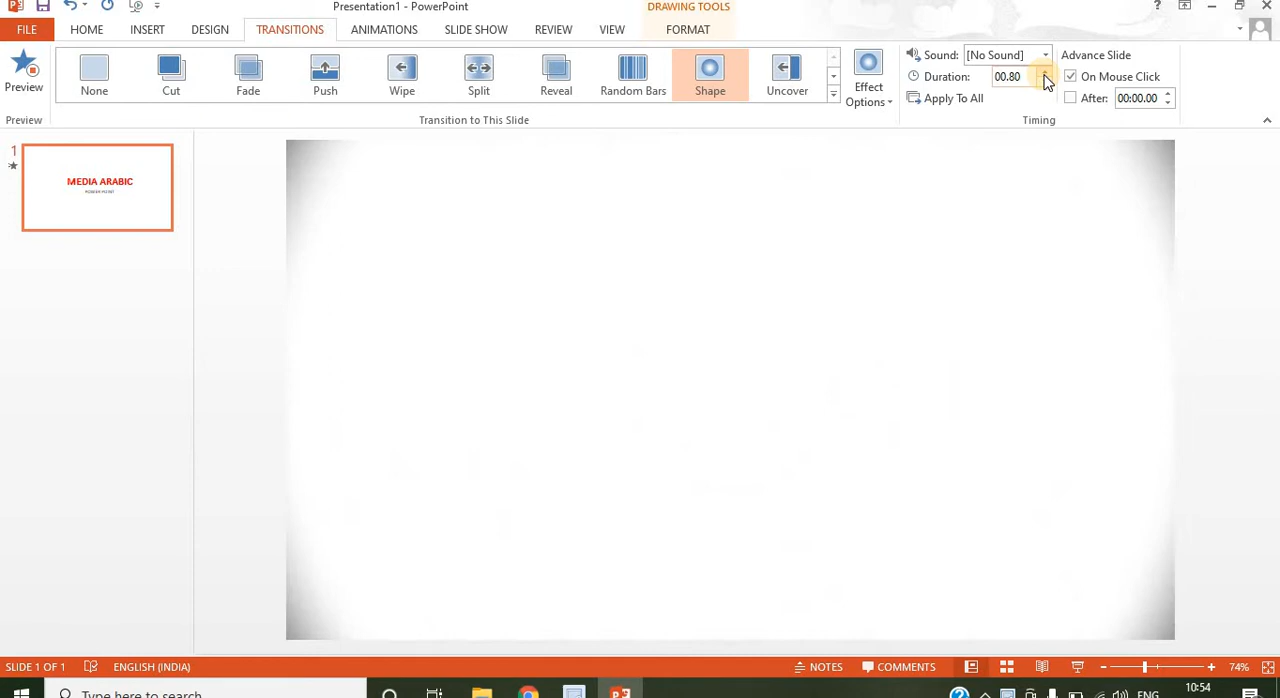 Presentation1 - PowerPoint
DRAWING TOOLS
?
FILE
HOME
INSERT
DESIGN
TRANSITIONS
ANIMATIONS
SLIDE SHOW
REVIEW
VIEW
FORMAT
Preview
None
Cut
Fade
Push
Wipe
Split
Reveal
Random Bars
Shape
Uncover
Effect
Options
Sound: [No Sound]
Duration: 00.80
Apply To All
Advance Slide
On Mouse Click
After: 00:00.00
Preview
Transition to This Slide
Timing
1
MEDIA ARABIC
SLIDE 1 OF 1
ENGLISH (INDIA)
NOTES
COMMENTS
74%
Type here to search
ENG
10:54